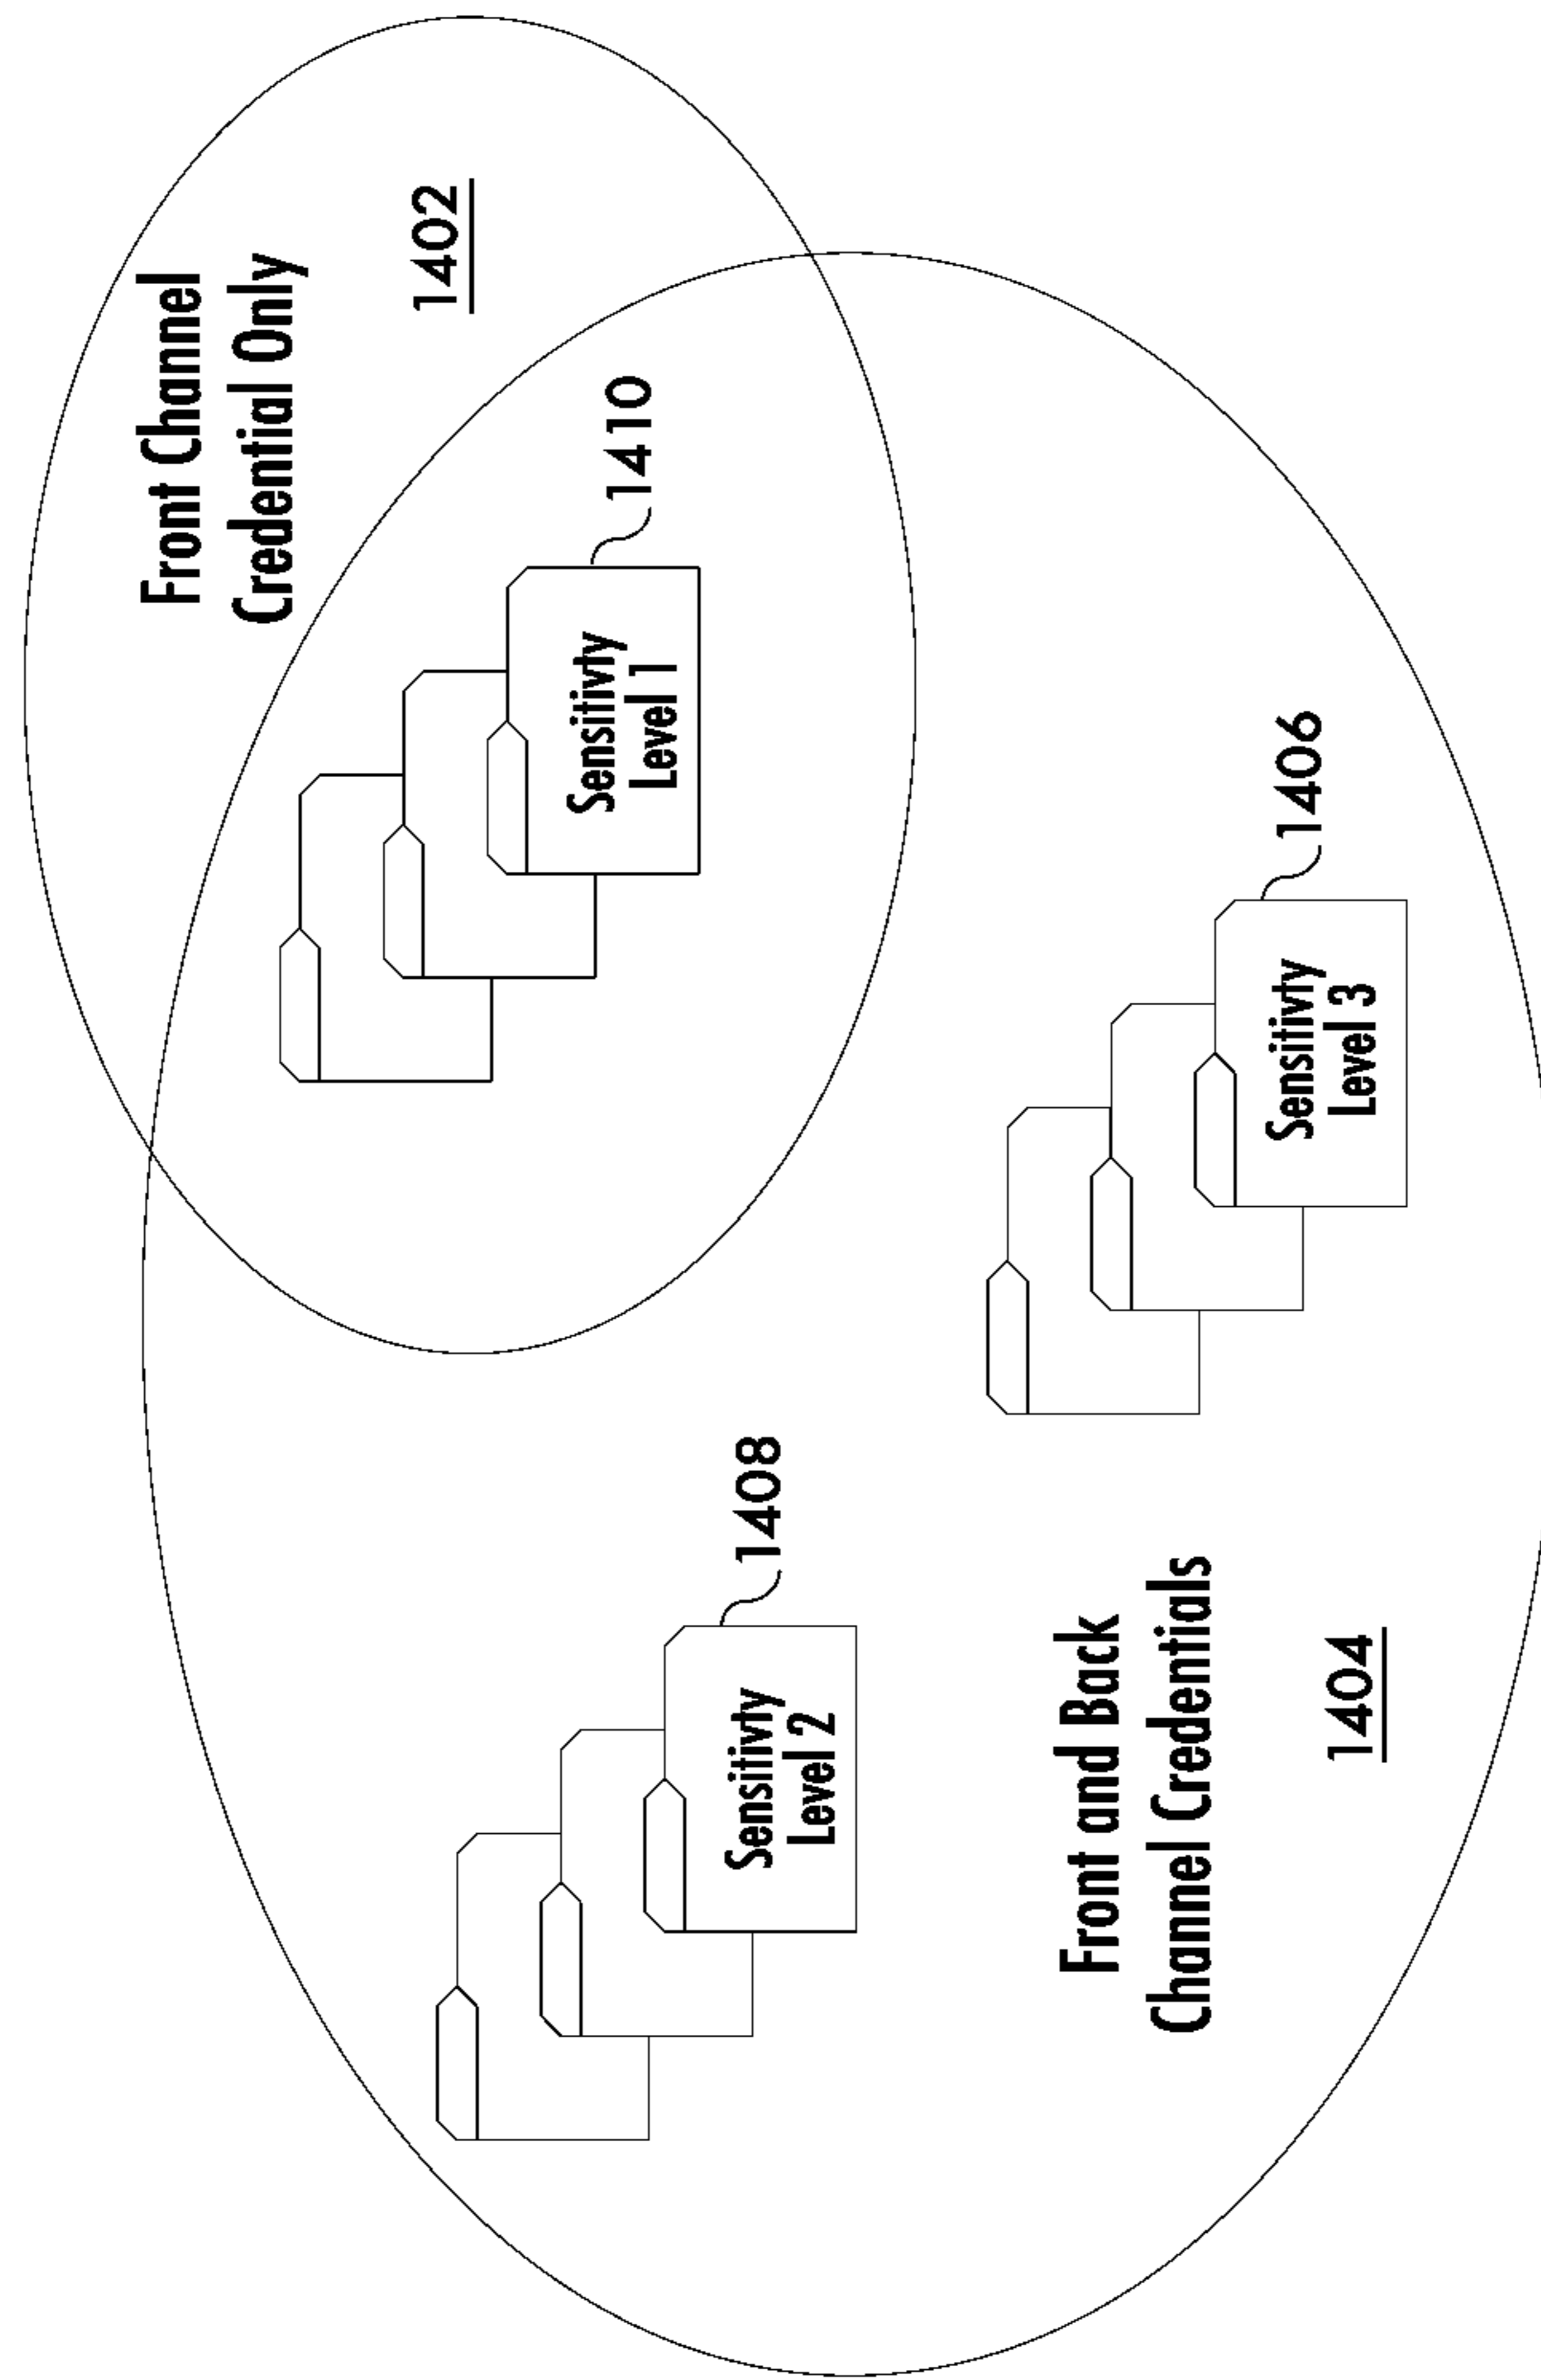 Front Channel
Credential Only
1402
1410
Sensitivty
Level 1
1408
Sensitivty
Level 2
1406
Sensitivty
Level 3
Front and Back
Channel Credentials
1404